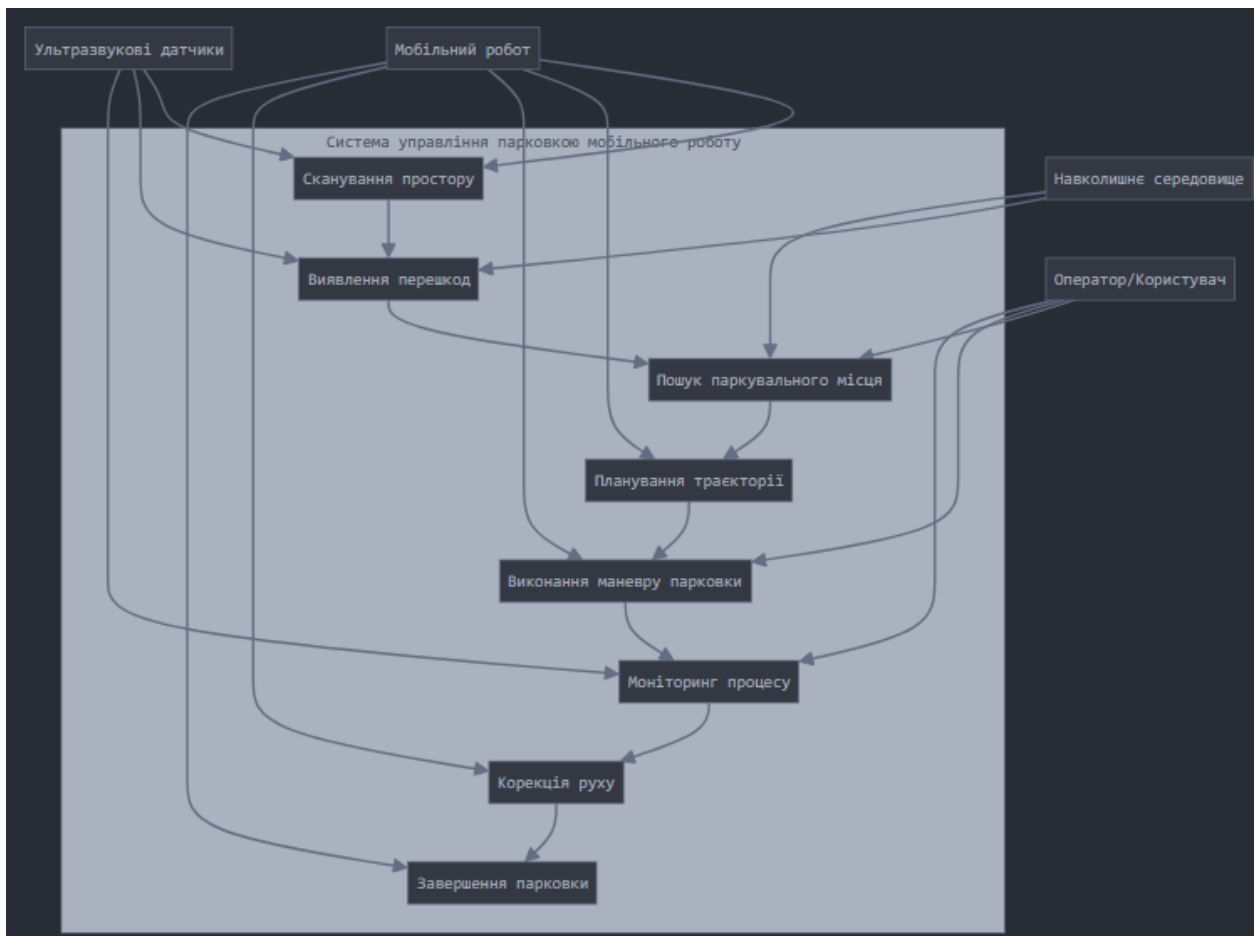 Ультразвукові датчики
Мобільний робот
Система управління парковкою мобільного роботу
Сканування простору
Навколишнє середовище
Виявлення перешкод
Оператор/Користувач
Пошук паркувального місця
Планування траєкторії
Виконання маневру парковки
Моніторинг процесу
Корекція руху
Завершення парковки